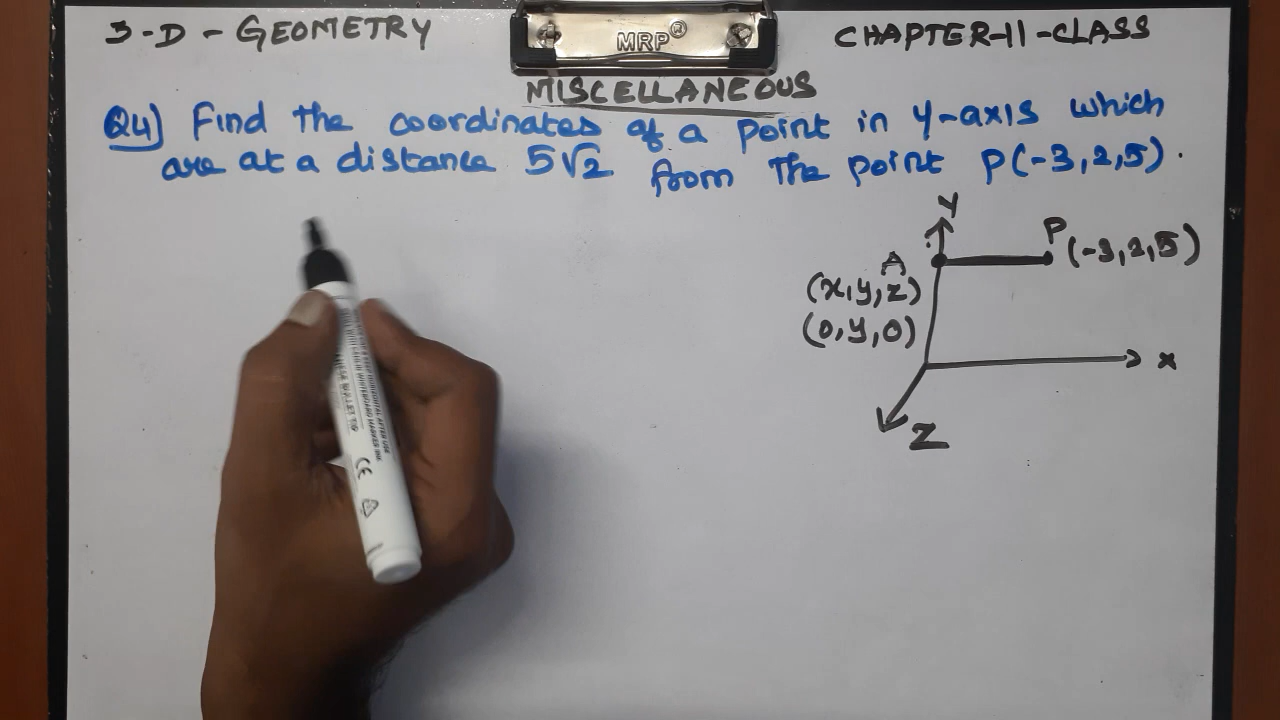 3-D - GEOMETRY
MRP®
CHAPTER-11-CLASS
MISCELLANEOUS
Q4) Find the coordinates of a point in y-axis which
are at a distance 5√2 from the point P(-3,2,5).
Y
P
A
(-3,2,5)
(x,y,z)
(0,y,0)
x
Z
CE